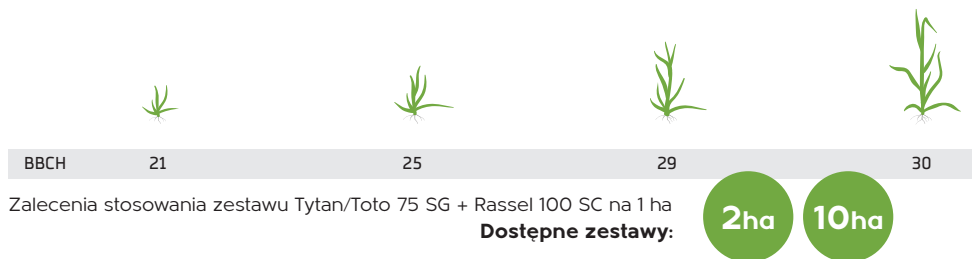 BBCH 21 25 29 30
Zalecenia stosowania zestawu Tytan/Toto 75 SG + Rassel 100 SC na 1 ha
Dostępne zestawy:
2ha 10ha